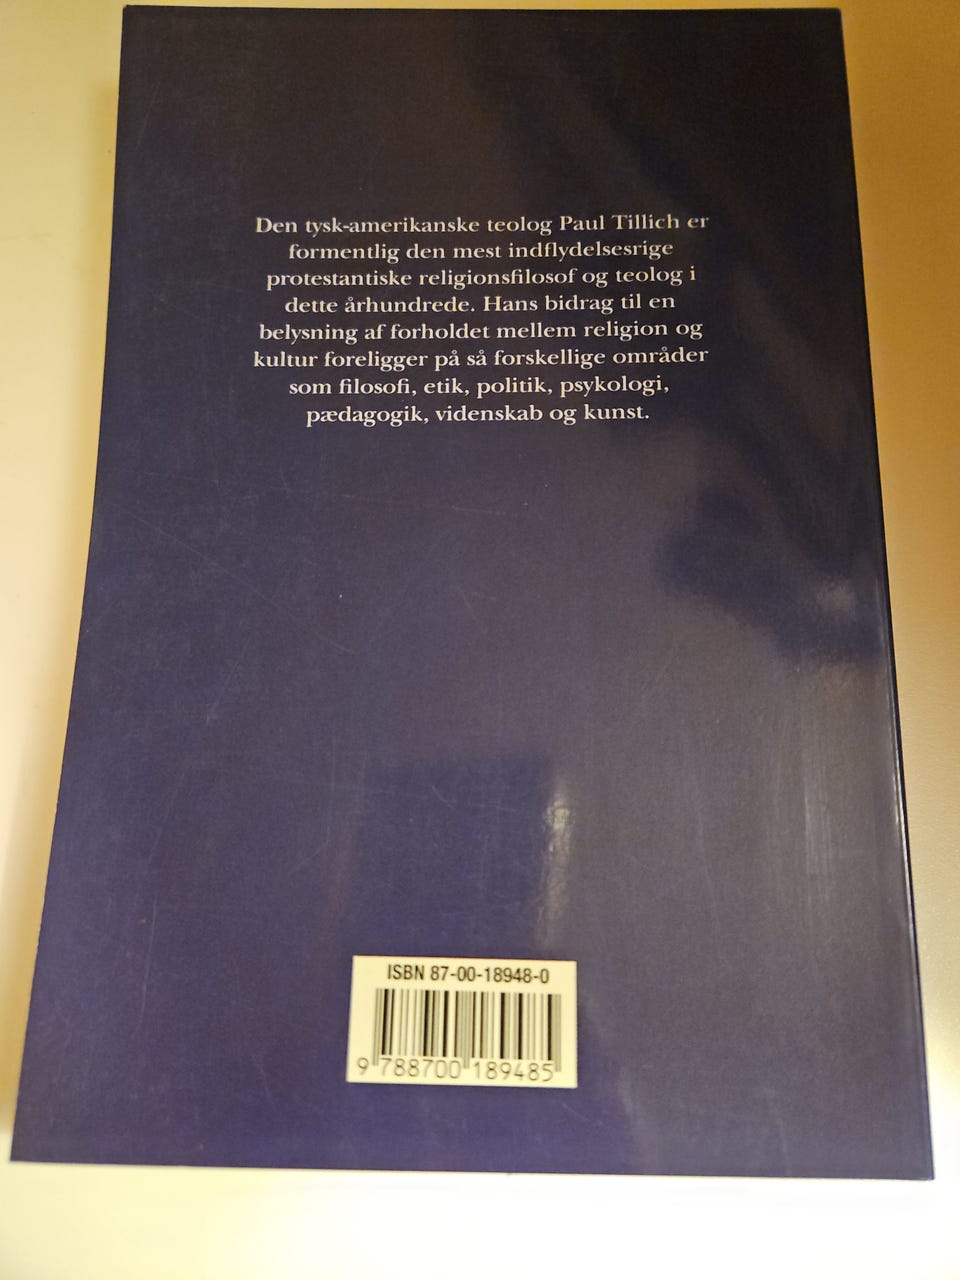 Den tysk-amerikanske teolog Paul Tillich er
formentlig den mest indflydelsesrige
protestantiske religionsfilosof og teolog i
dette århundrede. Hans bidrag til en
belysning af forholdet mellem religion og
kultur foreligger på så forskellige områder
som filosofi, etik, politik, psykologi,
pædagogik, videnskab og kunst.
ISBN 87-00-18948-0
9 788700 189485